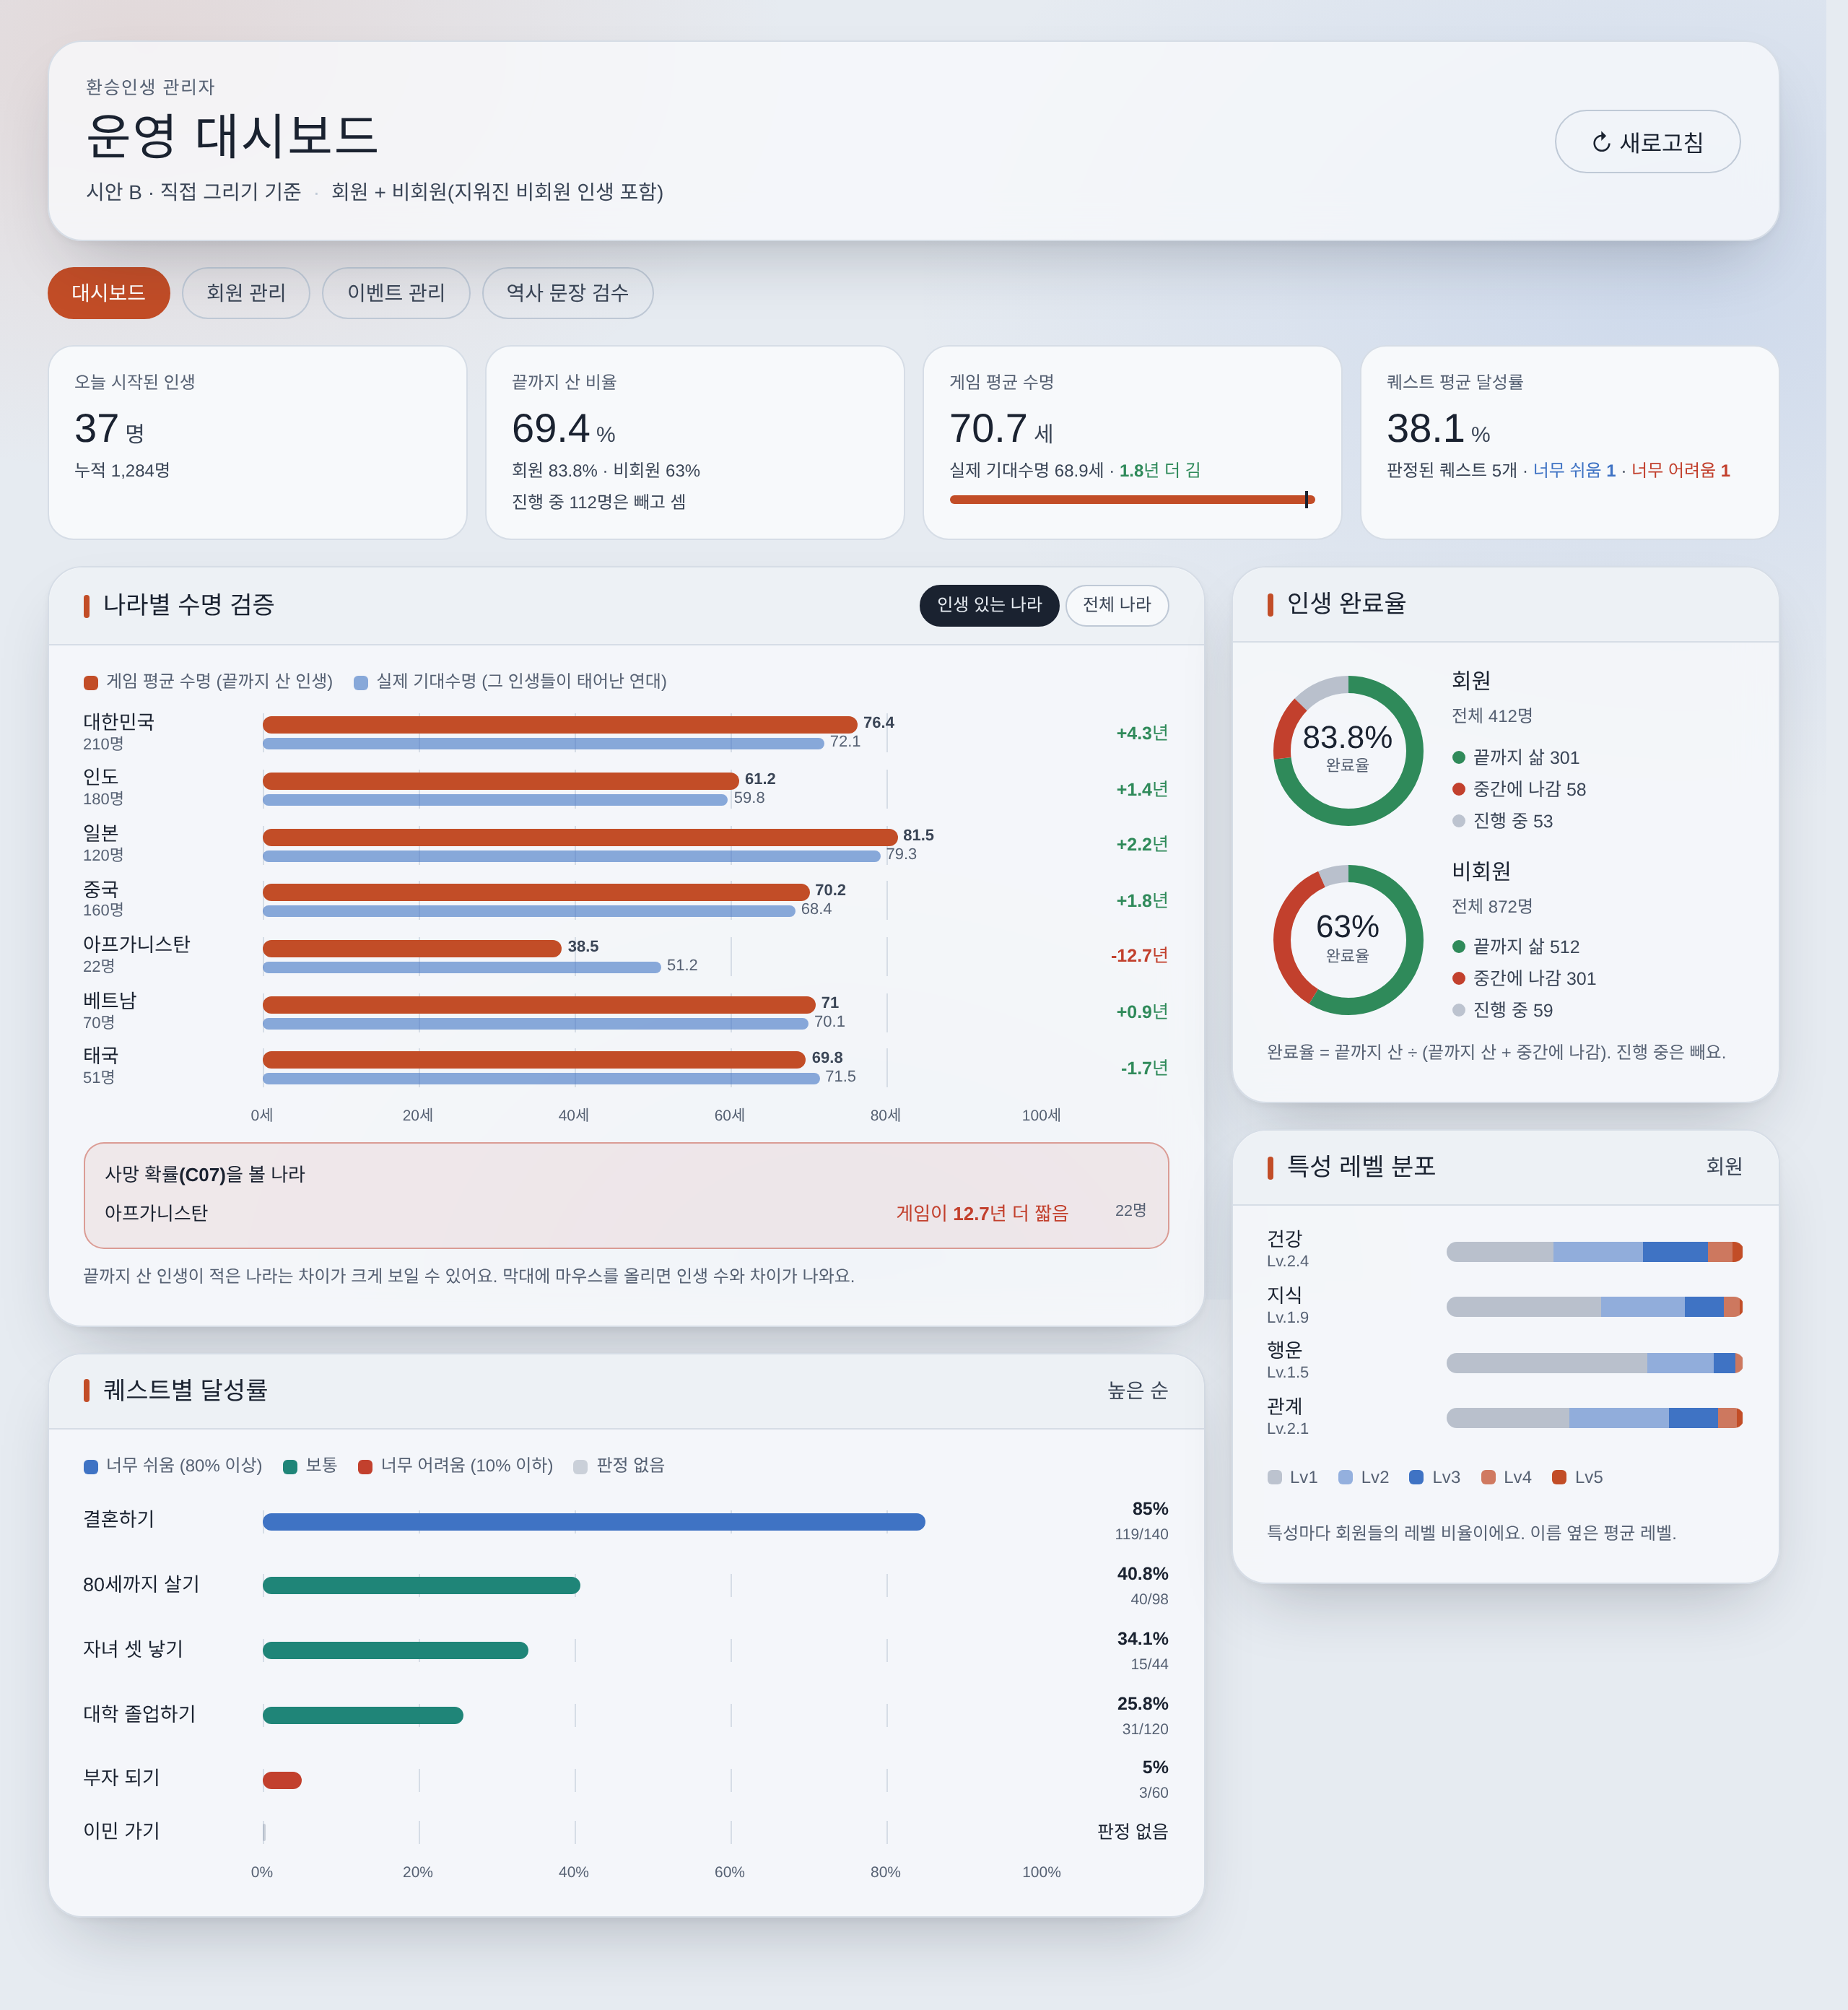 환승인생 관리자
운영 대시보드
시안 B · 직접 그리기 기준 · 회원 + 비회원(지워진 비회원 인생 포함)
새로고침
대시보드
회원 관리
이벤트 관리
역사 문장 검수
오늘 시작된 인생
37 명
누적 1,284명
끝까지 산 비율
69.4 %
회원 83.8% · 비회원 63%
진행 중 112명은 빼고 셈
게임 평균 수명
70.7 세
실제 기대수명 68.9세 · 1.8년 더 김
퀘스트 평균 달성률
38.1 %
판정된 퀘스트 5개 · 너무 쉬움 1 · 너무 어려움 1
나라별 수명 검증
인생 있는 나라
전체 나라
게임 평균 수명 (끝까지 산 인생)
실제 기대수명 (그 인생들이 태어난 연대)
대한민국
210명
76.4
72.1
+4.3년
인도
180명
61.2
59.8
+1.4년
일본
120명
81.5
79.3
+2.2년
중국
160명
70.2
68.4
+1.8년
아프가니스탄
22명
38.5
51.2
-12.7년
베트남
70명
71
70.1
+0.9년
태국
51명
69.8
71.5
-1.7년
0세 20세 40세 60세 80세 100세
사망 확률(C07)을 볼 나라
아프가니스탄 게임이 12.7년 더 짧음 22명
끝까지 산 인생이 적은 나라는 차이가 크게 보일 수 있어요. 막대에 마우스를 올리면 인생 수와 차이가 나와요.
퀘스트별 달성률
높은 순
너무 쉬움 (80% 이상)
보통
너무 어려움 (10% 이하)
판정 없음
결혼하기
85%
119/140
80세까지 살기
40.8%
40/98
자녀 셋 낳기
34.1%
15/44
대학 졸업하기
25.8%
31/120
부자 되기
5%
3/60
이민 가기
판정 없음
0% 20% 40% 60% 80% 100%
인생 완료율
83.8%
완료율
회원
전체 412명
끝까지 삶 301
중간에 나감 58
진행 중 53
63%
완료율
비회원
전체 872명
끝까지 삶 512
중간에 나감 301
진행 중 59
완료율 = 끝까지 산 ÷ (끝까지 산 + 중간에 나감). 진행 중은 빼요.
특성 레벨 분포
회원
건강
Lv.2.4
지식
Lv.1.9
행운
Lv.1.5
관계
Lv.2.1
Lv1 Lv2 Lv3 Lv4 Lv5
특성마다 회원들의 레벨 비율이에요. 이름 옆은 평균 레벨.